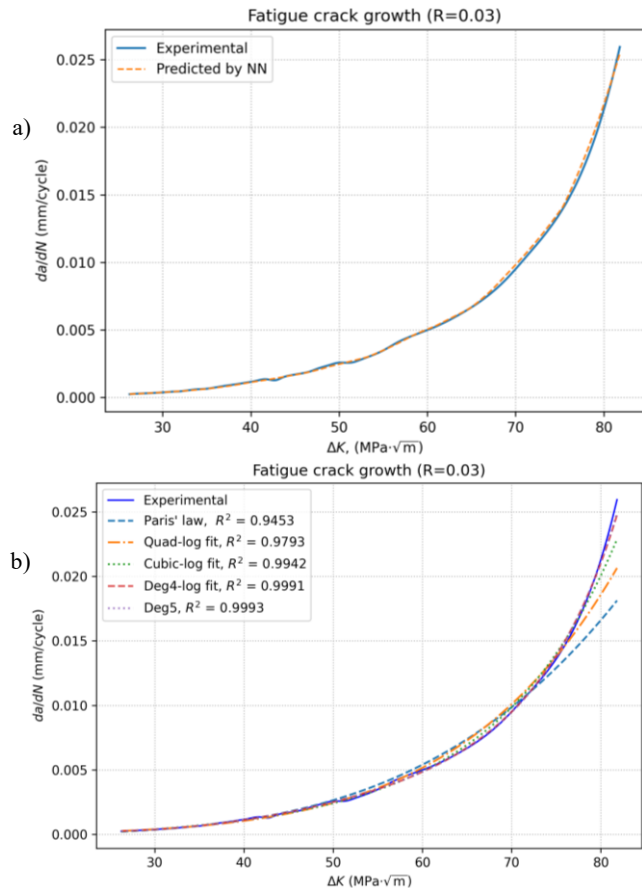 Fatigue crack growth (R=0.03)
Experimental
Predicted by NN
a)
da/dN (mm/cycle)
0.025
0.020
0.015
0.010
0.005
0.000
30 40 50 60 70 80
ΔK, (MPa·√m)
Fatigue crack growth (R=0.03)
Experimental
Paris' law, R² = 0.9453
Quad-log fit, R² = 0.9793
Cubic-log fit, R² = 0.9942
Deg4-log fit, R² = 0.9991
Deg5, R² = 0.9993
b)
da/dN (mm/cycle)
0.025
0.020
0.015
0.010
0.005
0.000
30 40 50 60 70 80
ΔK (MPa·√m)